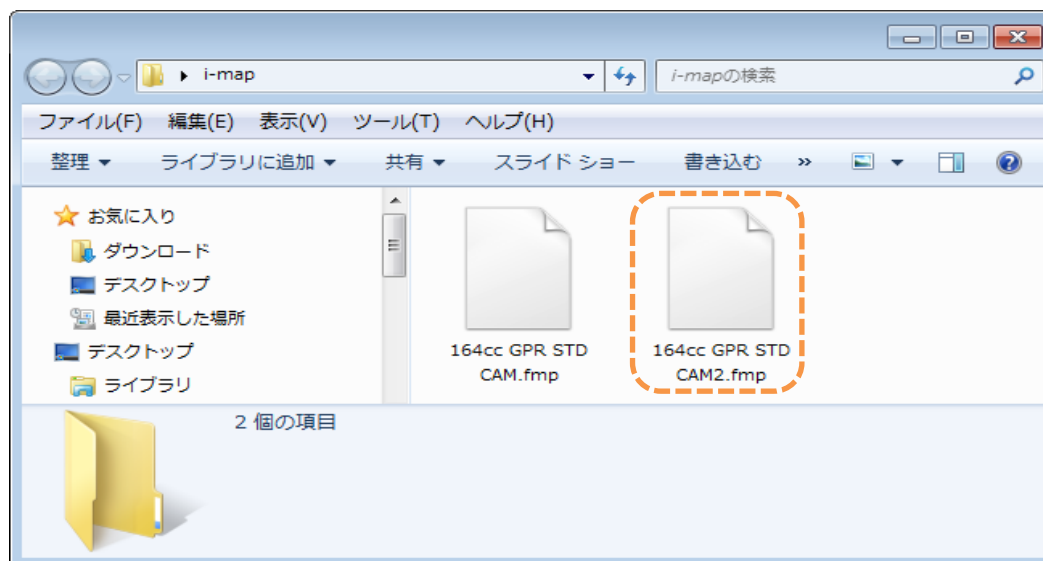 i-map
i-mapの検索
ファイル(F) 編集(E) 表示(V) ツール(T) ヘルプ(H)
整理 ライブラリに追加 共有 スライド ショー 書き込む »
お気に入り
ダウンロード
デスクトップ
最近表示した場所
デスクトップ
ライブラリ
164cc GPR STD
CAM.fmp
164cc GPR STD
CAM2.fmp
2 個の項目